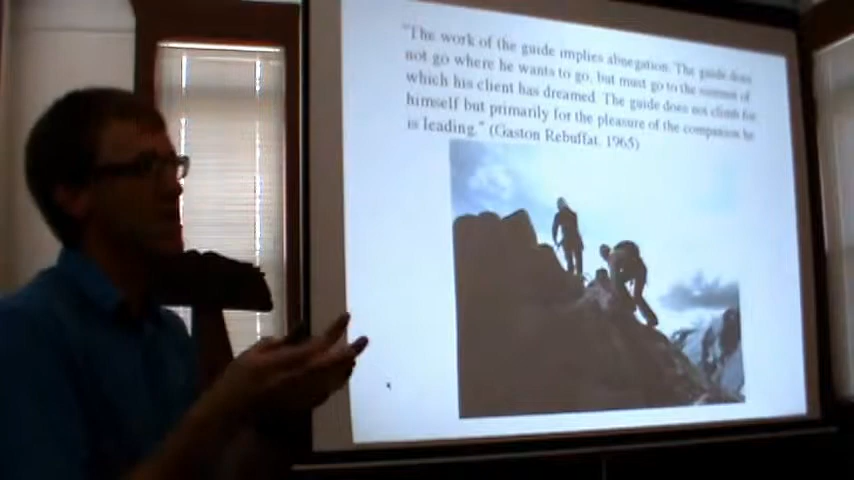 "The work of the guide implies abnegation. The guide does
not go where he wants to go, but must go to the summit of
which his client has dreamed. The guide does not climb for
himself but primarily for the pleasure of the companion he
is leading." (Gaston Rebuffat, 1965)